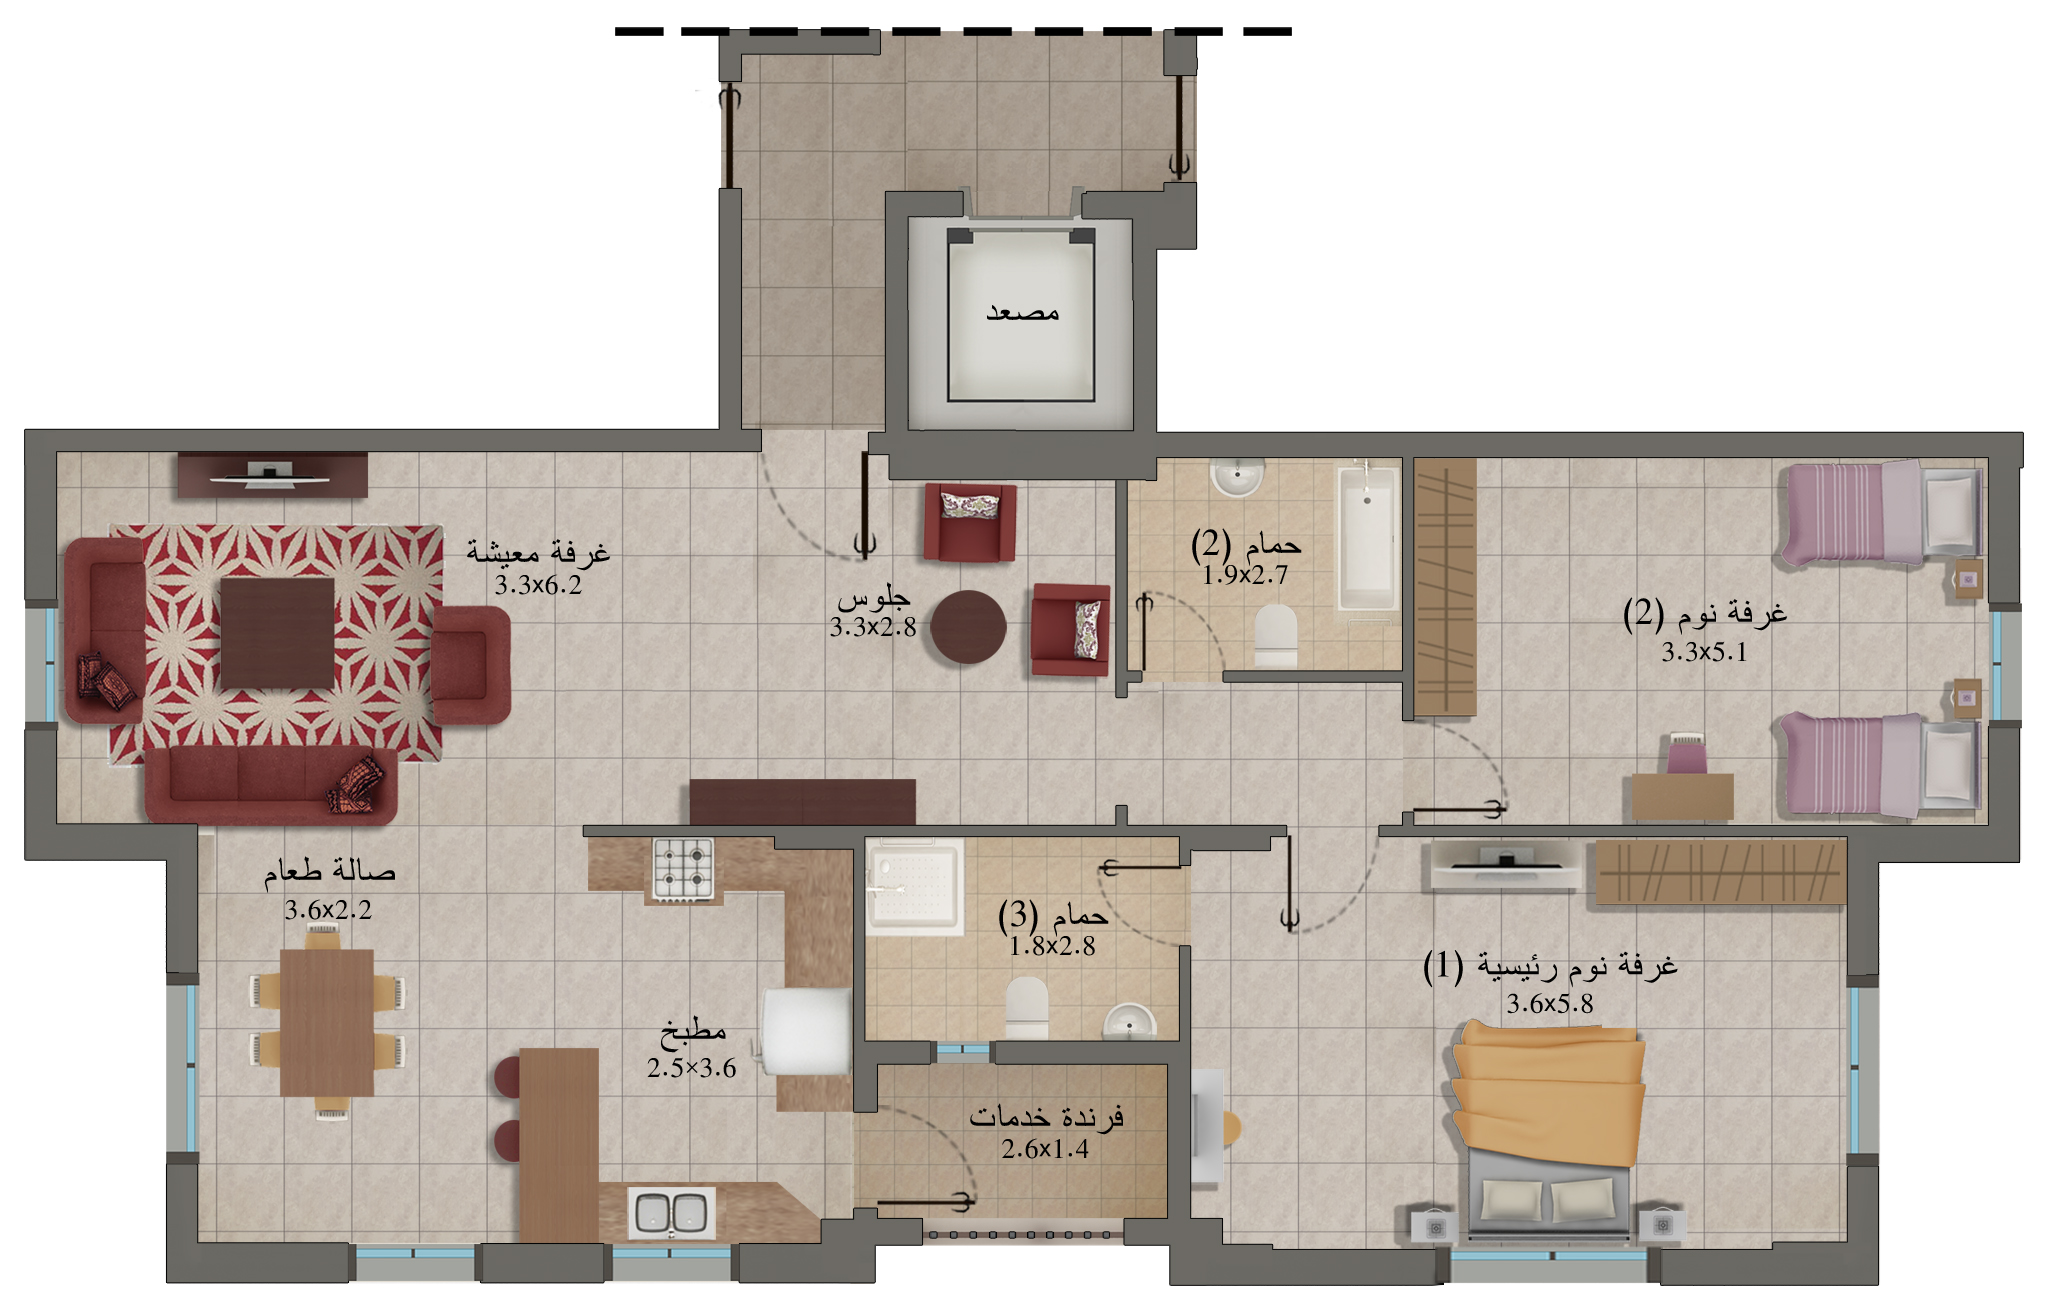 مصعد
حمام (2)
1.9x2.7
غرفة معيشة
3.3x6.2
جلوس
3.3x2.8
غرفة نوم (2)
3.3x5.1
صالة طعام
3.6x2.2
حمام (3)
1.8x2.8
غرفة نوم رئيسية (1)
3.6x5.8
مطبخ
2.5×3.6
فرندة خدمات
2.6x1.4